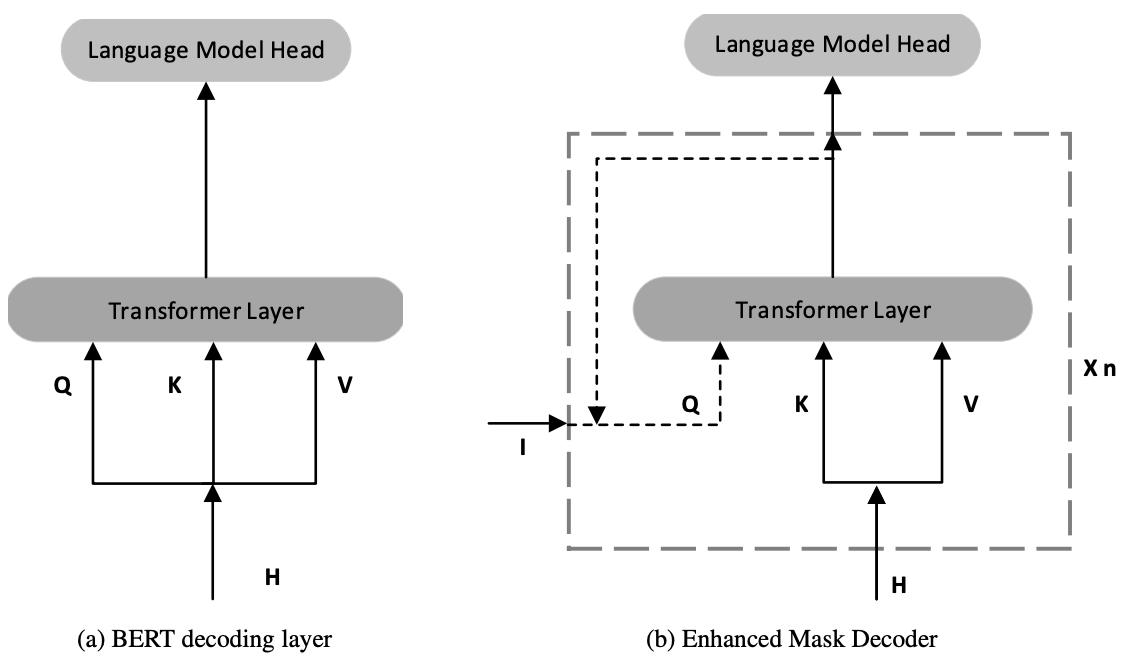 Language Model Head
Transformer Layer
Q
K
V
H
(a) BERT decoding layer
Language Model Head
Transformer Layer
Q
K
V
X n
I
H
(b) Enhanced Mask Decoder